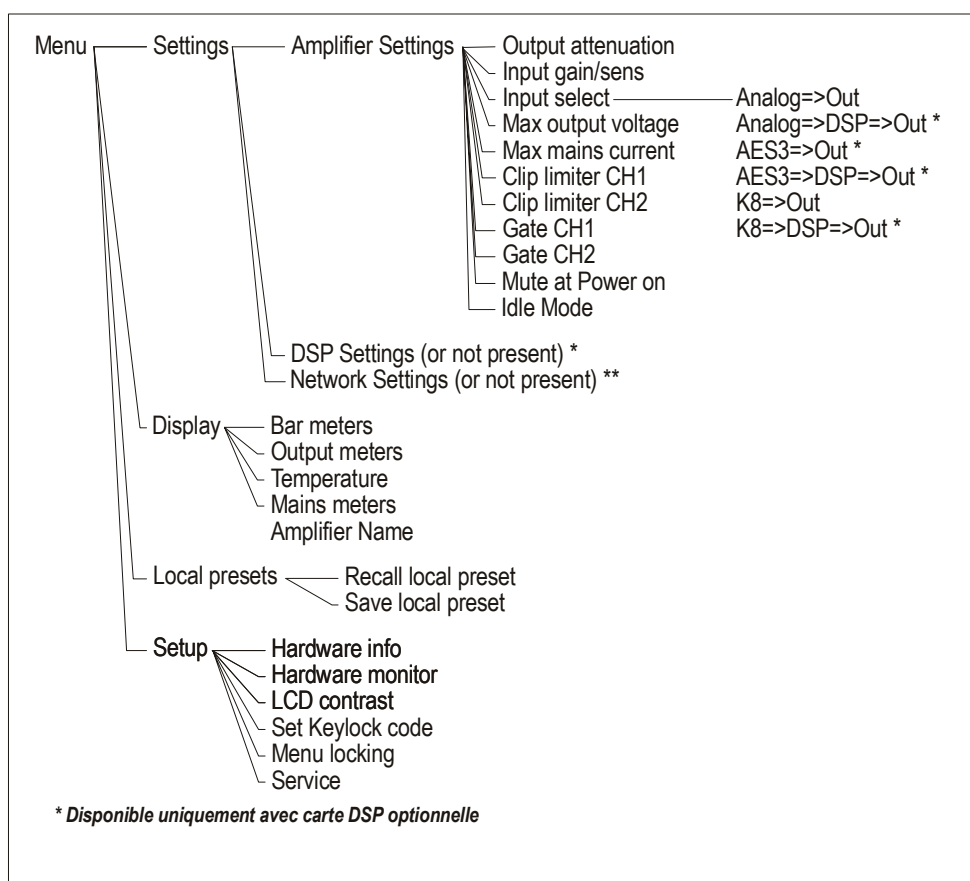 Menu Settings Amplifier Settings Output attenuation
Input gain/sens
Input select Analog=>Out
Max output voltage Analog=>DSP=>Out *
Max mains current AES3=>Out *
Clip limiter CH1 AES3=>DSP=>Out *
Clip limiter CH2 K8=>Out
Gate CH1 K8=>DSP=>Out *
Gate CH2
Mute at Power on
Idle Mode
DSP Settings (or not present) *
Network Settings (or not present) **
Display Bar meters
Output meters
Temperature
Mains meters
Amplifier Name
Local presets Recall local preset
Save local preset
Setup Hardware info
Hardware monitor
LCD contrast
Set Keylock code
Menu locking
Service
* Disponible uniquement avec carte DSP optionnelle